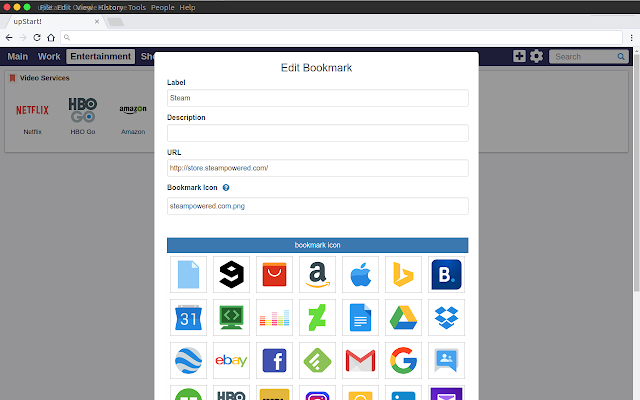 File Edit View History Tools People Help
upStart!
Main Work Entertainment Sho
Search
Video Services
NETFLIX HBO GO amazon
Netflix HBO Go Amazon
Edit Bookmark
Label
Steam
Description
URL
http://store.steampowered.com/
Bookmark Icon ?
steampowered.com.png
bookmark icon
9 a B.
31
ebay f G
HBO